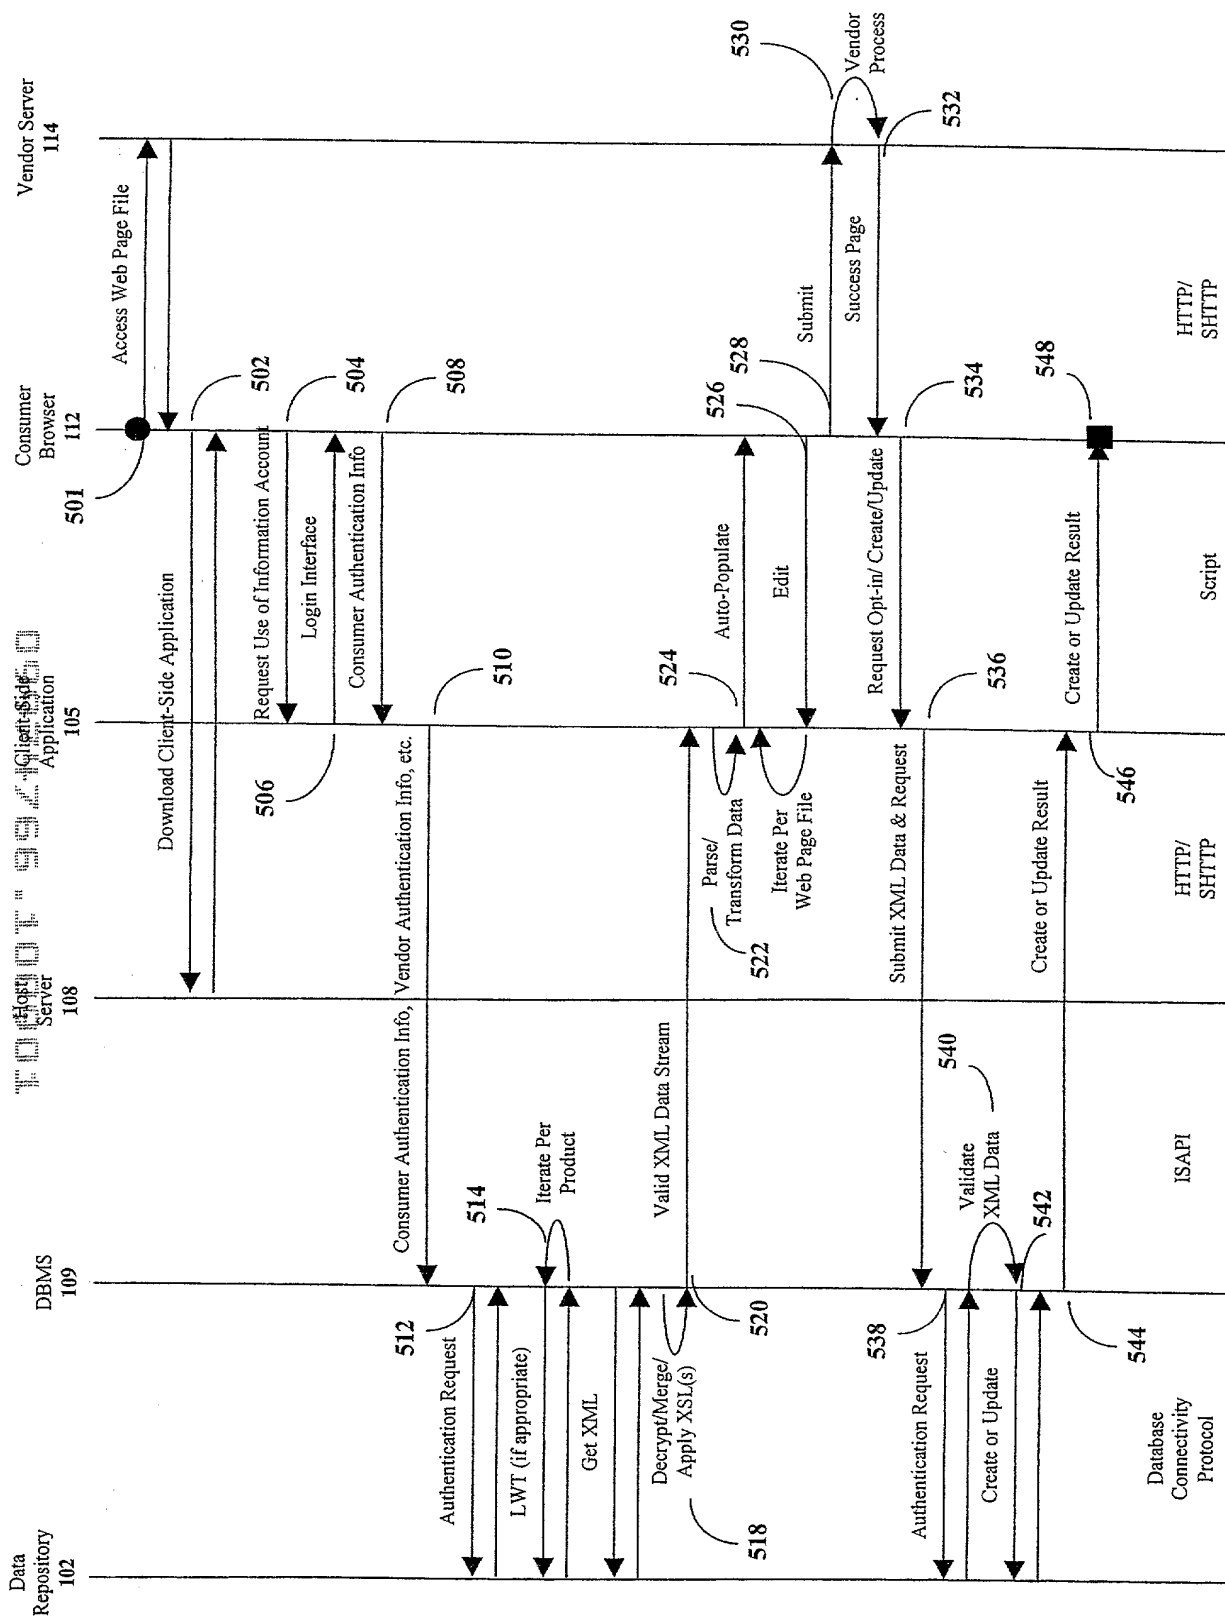 Data
Repository
102
DBMS
109
Host
Server
108
Client-Side
Application
105
Consumer
Browser
112
Vendor Server
114
501
Access Web Page File
502
Download Client-Side Application
504
Request Use of Information Account
506
Login Interface
508
Consumer Authentication Info
510
Consumer Authentication Info, Vendor Authentication Info, etc.
512
Authentication Request
514
LWT (if appropriate)
Iterate Per
Product
Get XML
518
Decrypt/Merge/
Apply XSL(s)
520
Valid XML Data Stream
522
Parse/
Transform Data
524
Auto-Populate
Iterate Per
Web Page File
526
Edit
528
Submit
530
Vendor
Process
532
Success Page
534
Request Opt-in/ Create/Update
536
Submit XML Data & Request
538
Authentication Request
540
Validate
XML Data
542
Create or Update
544
Create or Update Result
546
Create or Update Result
548
Database
Connectivity
Protocol
ISAPI
HTTP/
SHTTP
Script
HTTP/
SHTTP